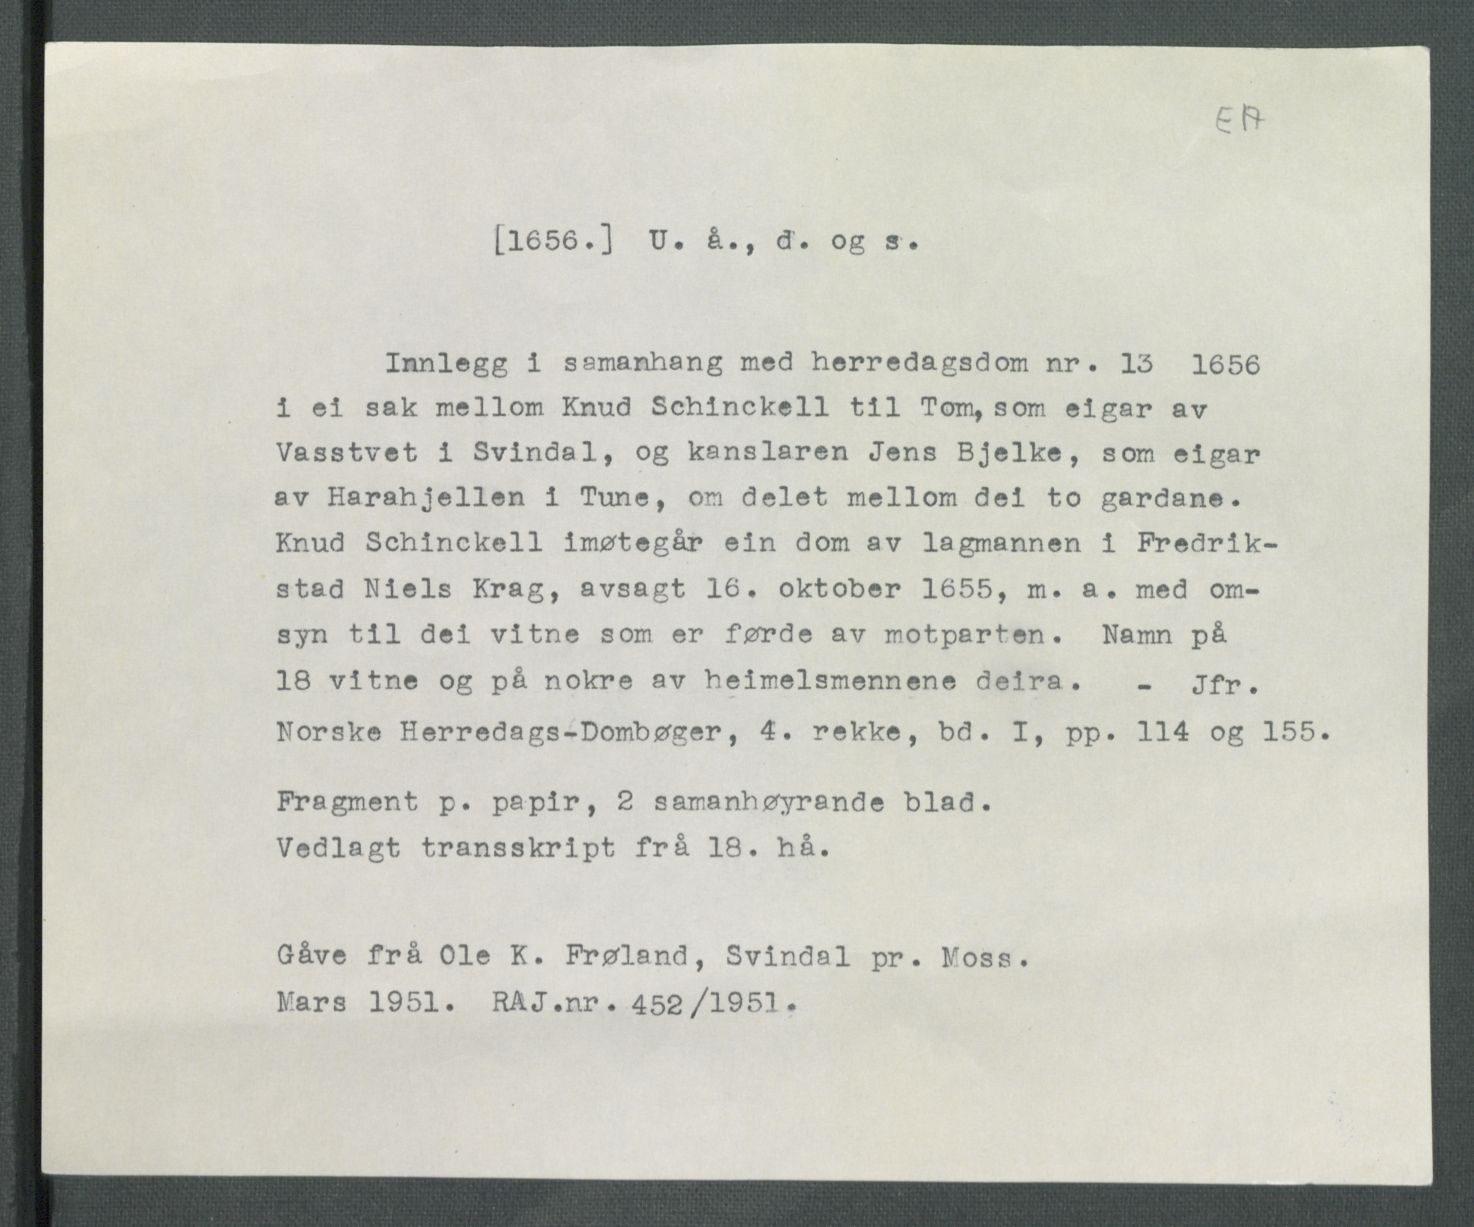 EA
[1656.] U. å., d. og s.
Innlegg i samanhang med herredagsdom nr. 13 1656
i ei sak mellom Knud Schinckell til Tom, som eigar av
Vasstvet i Svindal, og kanslaren Jens Bjelke, som eigar
av Harahjellen i Tune, om delet mellom dei to gardane.
Knud Schinckell imøtegår ein dom av lagmannen i Fredrik-
stad Niels Krag, avsagt 16. oktober 1655, m. a. med om-
syn til dei vitne som er førde av motparten. Namn på
18 vitne og på nokre av heimelsmennene deira. - Jfr.
Norske Herredags-Dombøger, 4. rekke, bd. I, pp. 114 og 155.
Fragment p. papir, 2 samanhøyrande blad.
Vedlagt transskript frå 18. hå.
Gåve frå Ole K. Frøland, Svindal pr. Moss.
Mars 1951. RAJ.nr. 452/1951.